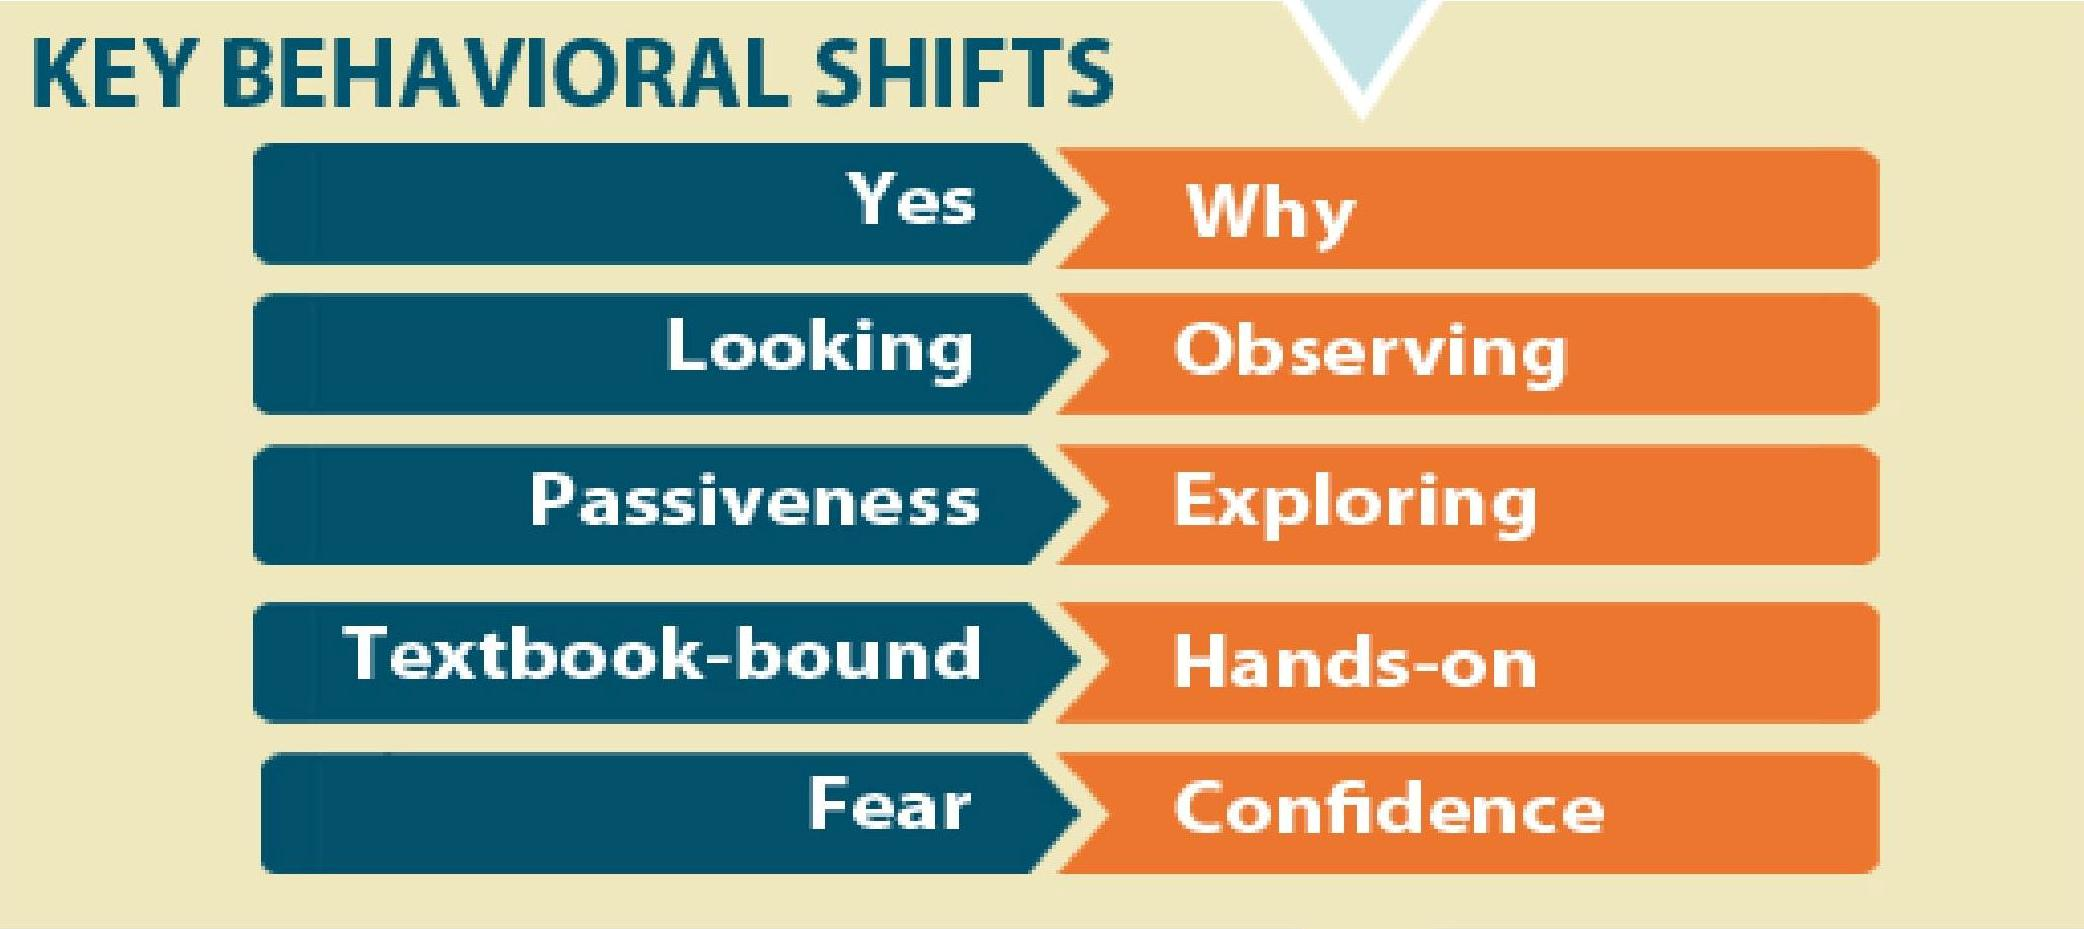 KEY BEHAVIORAL SHIFTS
Yes Why
Looking Observing
Passiveness Exploring
Textbook-bound Hands-on
Fear Confidence